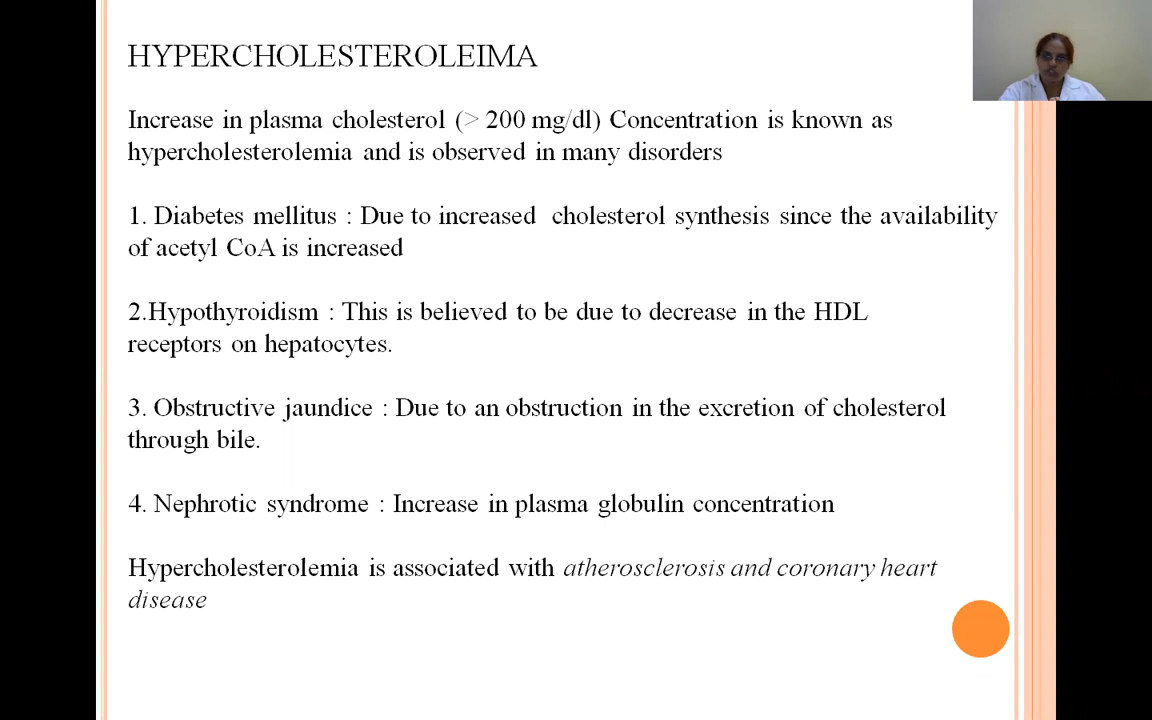 HYPERCHOLESTEROLEIMA
Increase in plasma cholesterol (> 200 mg/dl) Concentration is known as
hypercholesterolemia and is observed in many disorders
1. Diabetes mellitus : Due to increased cholesterol synthesis since the availability
of acetyl CoA is increased
2.Hypothyroidism : This is believed to be due to decrease in the HDL
receptors on hepatocytes.
3. Obstructive jaundice : Due to an obstruction in the excretion of cholesterol
through bile.
4. Nephrotic syndrome : Increase in plasma globulin concentration
Hypercholesterolemia is associated with atherosclerosis and coronary heart
disease